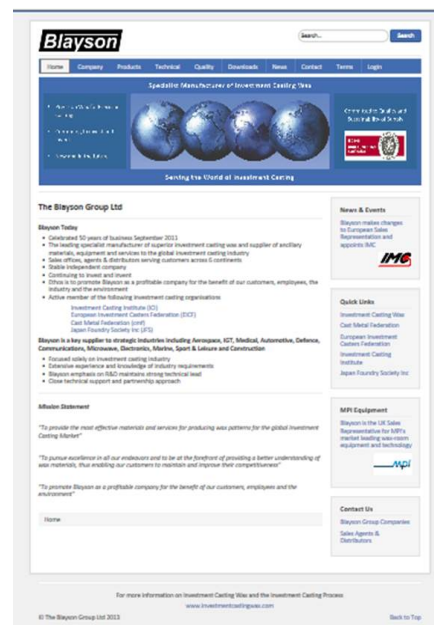 Blayson
Search...
Search
Home Company Products Technical Quality Downloads News Contact Terms Login
Specialist Manufacturer of Investment Casting Wax
Serving the World of Investment Casting
The Blayson Group Ltd
Blayson Today
Celebrated 50 years of business September 2011
The leading specialist manufacturer of superior investment casting wax and supplier of ancillary
materials, equipment and services to the global investment casting industry
Sales offices, agents & distributors serving customers across 6 continents
Stable independent company
Continuing to invest and invent
Ethos is to promote Blayson as a profitable company for the benefit of our customers, employees, the
industry and the environment
Active member of the following investment casting organisations
Investment Casting Institute (ICI)
European Investment Casters Federation (EICF)
Cast Metal Federation (cmf)
Japan Foundry Society Inc (JFS)
Blayson is a key supplier to strategic industries including Aerospace, IGT, Medical, Automotive, Defence,
Communications, Microwave, Electronics, Marine, Sport & Leisure and Construction
Focused solely on investment casting industry
Extensive experience and knowledge of industry requirements
Blayson emphasis on R&D maintains strong technical lead
Close technical support and partnership approach
Mission Statement
"To provide the most effective materials and services for producing wax patterns for the global Investment
Casting Market"
"To pursue excellence in all our endeavors and to be at the forefront of providing a better understanding of
wax materials, thus enabling our customers to maintain and improve their competitiveness"
"To promote Blayson as a profitable company for the benefit of our customers, employees and the
environment"
Home
News & Events
Blayson makes changes
to European Sales
Representation and
appoints IMC
IMC
Quick Links
Investment Casting Wax
Cast Metal Federation
European Investment
Casters Federation
Investment Casting
Institute
Japan Foundry Society Inc
MPI Equipment
Blayson is the UK Sales
Representative for MPI's
market leading wax-room
equipment and technology
mpi
Contact Us
Blayson Group Companies
Sales Agents &
Distributors
For more information on Investment Casting Wax and the Investment Casting Process
www.investmentcastingwax.com
© The Blayson Group Ltd 2013
Back to Top